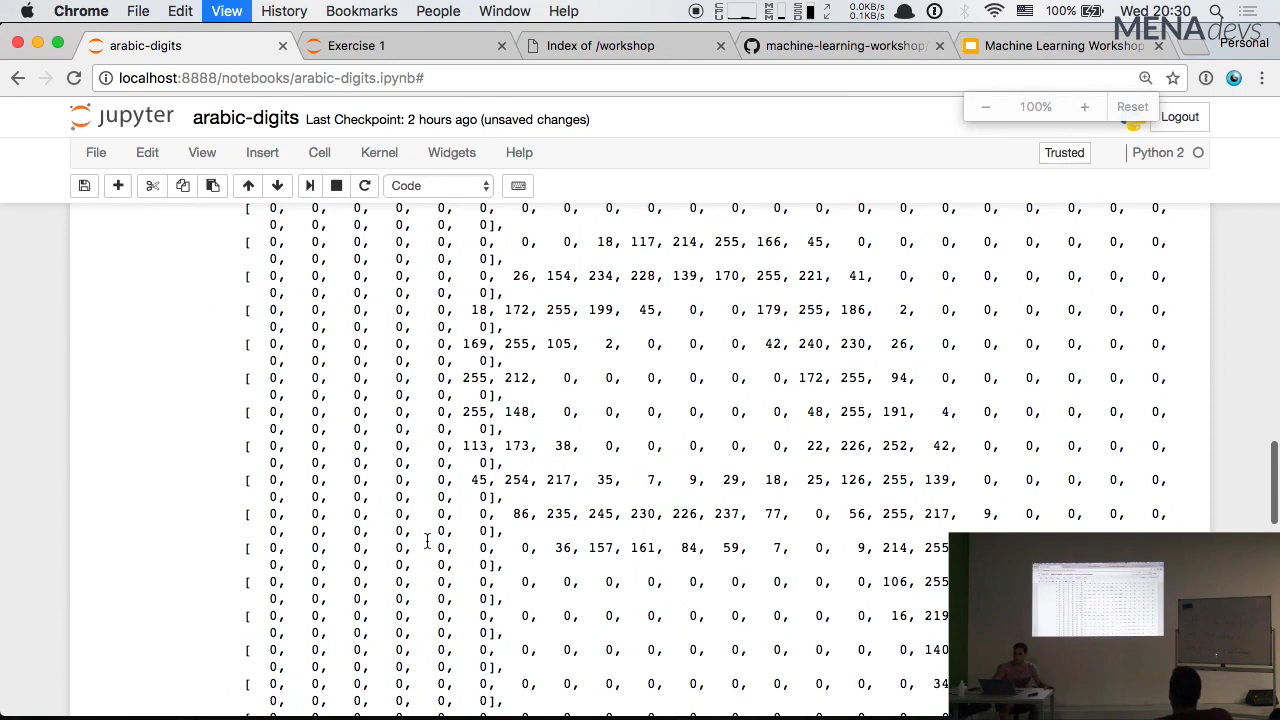 Chrome File Edit View History Bookmarks People Window Help 0.0KB/s 0.1KB/s 100% Wed 20:30
MENAdevs
arabic-digits Exercise 1 Index of /workshop machine-learning-workshop/ Machine Learning Workshop Personal
localhost:8888/notebooks/arabic-digits.ipynb#
100% Reset
jupyter arabic-digits Last Checkpoint: 2 hours ago (unsaved changes) Logout
File Edit View Insert Cell Kernel Widgets Help Trusted Python 2
Code
[ 0, 0, 0, 0, 0, 0, 0, 0, 0, 0, 0, 0, 0, 0, 0, 0, 0, 0, 0, 0, 0, 0,
0, 0, 0, 0, 0, 0],
[ 0, 0, 0, 0, 0, 0, 0, 0, 18, 117, 214, 255, 166, 45, 0, 0, 0, 0, 0, 0, 0, 0,
0, 0, 0, 0, 0, 0],
[ 0, 0, 0, 0, 0, 0, 26, 154, 234, 228, 139, 170, 255, 221, 41, 0, 0, 0, 0, 0, 0, 0,
0, 0, 0, 0, 0, 0],
[ 0, 0, 0, 0, 0, 18, 172, 255, 199, 45, 0, 0, 179, 255, 186, 2, 0, 0, 0, 0, 0, 0,
0, 0, 0, 0, 0, 0],
[ 0, 0, 0, 0, 0, 169, 255, 105, 2, 0, 0, 0, 42, 240, 230, 26, 0, 0, 0, 0, 0, 0,
0, 0, 0, 0, 0, 0],
[ 0, 0, 0, 0, 0, 255, 212, 0, 0, 0, 0, 0, 0, 172, 255, 94, 0, 0, 0, 0, 0, 0,
0, 0, 0, 0, 0, 0],
[ 0, 0, 0, 0, 0, 255, 148, 0, 0, 0, 0, 0, 0, 48, 255, 191, 4, 0, 0, 0, 0, 0,
0, 0, 0, 0, 0, 0],
[ 0, 0, 0, 0, 0, 113, 173, 38, 0, 0, 0, 0, 0, 22, 226, 252, 42, 0, 0, 0, 0, 0,
0, 0, 0, 0, 0, 0],
[ 0, 0, 0, 0, 0, 45, 254, 217, 35, 7, 9, 29, 18, 25, 126, 255, 139, 0, 0, 0, 0, 0,
0, 0, 0, 0, 0, 0],
[ 0, 0, 0, 0, 0, 0, 86, 235, 245, 230, 226, 237, 77, 0, 56, 255, 217, 9, 0, 0, 0, 0,
0, 0, 0, 0, 0, 0],
[ 0, 0, 0, 0, 0, 0, 0, 36, 157, 161, 84, 59, 7, 0, 9, 214, 255
0, 0, 0, 0, 0, 0],
[ 0, 0, 0, 0, 0, 0, 0, 0, 0, 0, 0, 0, 0, 0, 0, 106, 255
0, 0, 0, 0, 0, 0],
[ 0, 0, 0, 0, 0, 0, 0, 0, 0, 0, 0, 0, 0, 0, 0, 16, 219
0, 0, 0, 0, 0, 0],
[ 0, 0, 0, 0, 0, 0, 0, 0, 0, 0, 0, 0, 0, 0, 0, 0, 140
0, 0, 0, 0, 0, 0],
[ 0, 0, 0, 0, 0, 0, 0, 0, 0, 0, 0, 0, 0, 0, 0, 0, 34